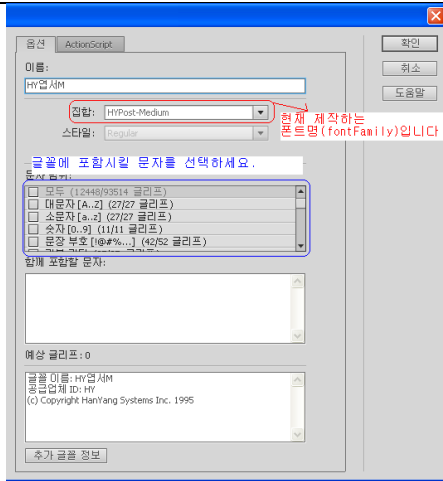 옵션 ActionScript
확인
취소
도움말
이름:
HY엽서M
집합: HYPost-Medium
현재 제작하는
폰트명(fontFamily)입니다
스타일: Regular
글꼴에 포함시킬 문자를 선택하세요.
문자 범위:
모두 (12448/93514 글리프)
대문자 [A..Z] (27/27 글리프)
소문자 [a..z] (27/27 글리프)
숫자 [0..9] (11/11 글리프)
문장 부호 [!@#%...] (42/52 글리프)
함께 포함할 문자:
예상 글리프: 0
글꼴 이름: HY엽서M
공급업체 ID: HY
(c) Copyright HanYang Systems Inc. 1995
추가 글꼴 정보